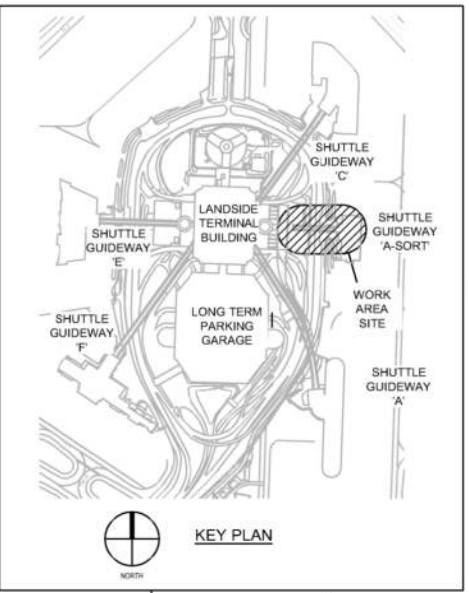 SHUTTLE
GUIDEWAY
'C'
LANDSIDE
TERMINAL
BUILDING
SHUTTLE
GUIDEWAY
'A-SORT'
SHUTTLE
GUIDEWAY
'E'
WORK
AREA
SITE
SHUTTLE
GUIDEWAY
'F'
LONG TERM
PARKING
GARAGE
SHUTTLE
GUIDEWAY
'A'
KEY PLAN
NORTH